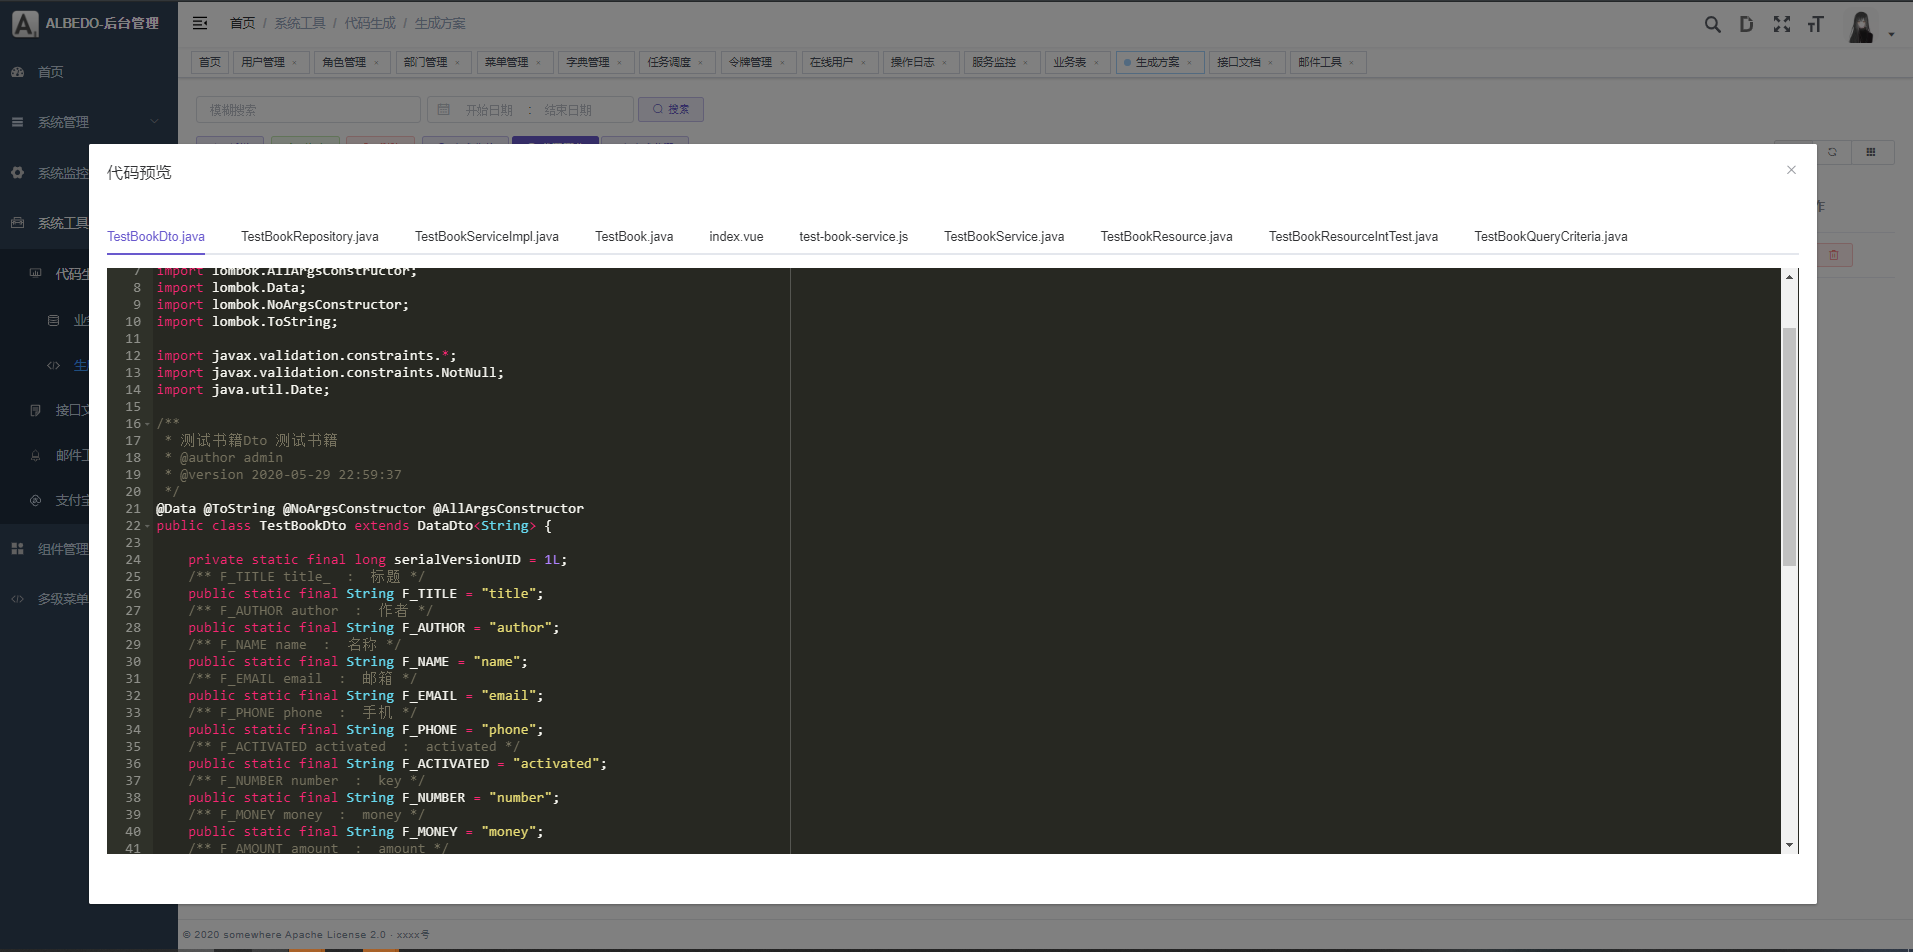 ALBEDO-后台管理
首页 / 系统工具 / 代码生成 / 生成方案
首页 用户管理 × 角色管理 × 部门管理 × 菜单管理 × 字典管理 × 任务调度 × 令牌管理 × 在线用户 × 操作日志 × 服务监控 × 业务表 × 生成方案 × 接口文档 × 邮件工具 ×
首页
系统管理
系统监控
系统工具
代码生
接口文
邮件工
支付宝
组件管理
多级菜单
模糊搜索 开始日期 : 结束日期 搜索
代码预览
TestBookDto.java TestBookRepository.java TestBookServiceImpl.java TestBook.java index.vue test-book-service.js TestBookService.java TestBookResource.java TestBookResourceIntTest.java TestBookQueryCriteria.java
7 import lombok.AllArgsConstructor;
8 import lombok.Data;
9 import lombok.NoArgsConstructor;
10 import lombok.ToString;
11
12 import javax.validation.constraints.*;
13 import javax.validation.constraints.NotNull;
14 import java.util.Date;
15
16 /**
17 * 测试书籍Dto 测试书籍
18 * @author admin
19 * @version 2020-05-29 22:59:37
20 */
21 @Data @ToString @NoArgsConstructor @AllArgsConstructor
22 public class TestBookDto extends DataDto<String> {
23
24 private static final long serialVersionUID = 1L;
25 /** F_TITLE title_ : 标题 */
26 public static final String F_TITLE = "title";
27 /** F_AUTHOR author : 作者 */
28 public static final String F_AUTHOR = "author";
29 /** F_NAME name : 名称 */
30 public static final String F_NAME = "name";
31 /** F_EMAIL email : 邮箱 */
32 public static final String F_EMAIL = "email";
33 /** F_PHONE phone : 手机 */
34 public static final String F_PHONE = "phone";
35 /** F_ACTIVATED activated : activated */
36 public static final String F_ACTIVATED = "activated";
37 /** F_NUMBER number : key */
38 public static final String F_NUMBER = "number";
39 /** F_MONEY money : money */
40 public static final String F_MONEY = "money";
41 /** F_AMOUNT amount : amount */
© 2020 somewhere Apache License 2.0 · xxxx号